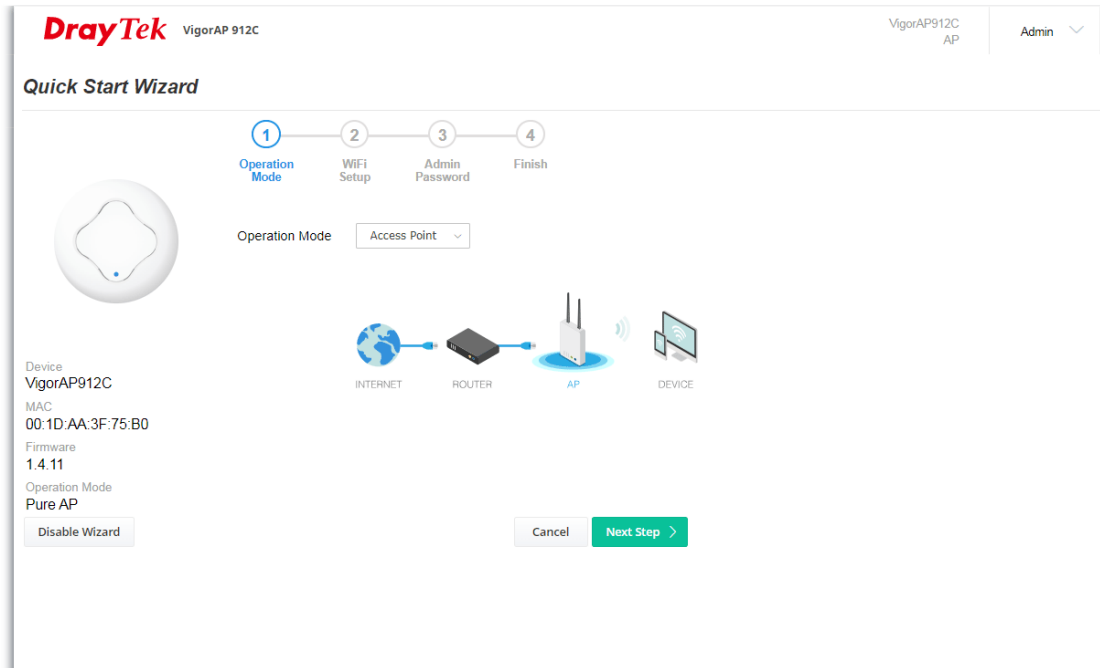 DrayTek VigorAP 912C
VigorAP912C
AP
Admin
Quick Start Wizard
1 2 3 4
Operation
Mode
WiFi
Setup
Admin
Password
Finish
Operation Mode Access Point
INTERNET ROUTER AP DEVICE
Device
VigorAP912C
MAC
00:1D:AA:3F:75:B0
Firmware
1.4.11
Operation Mode
Pure AP
Disable Wizard Cancel Next Step